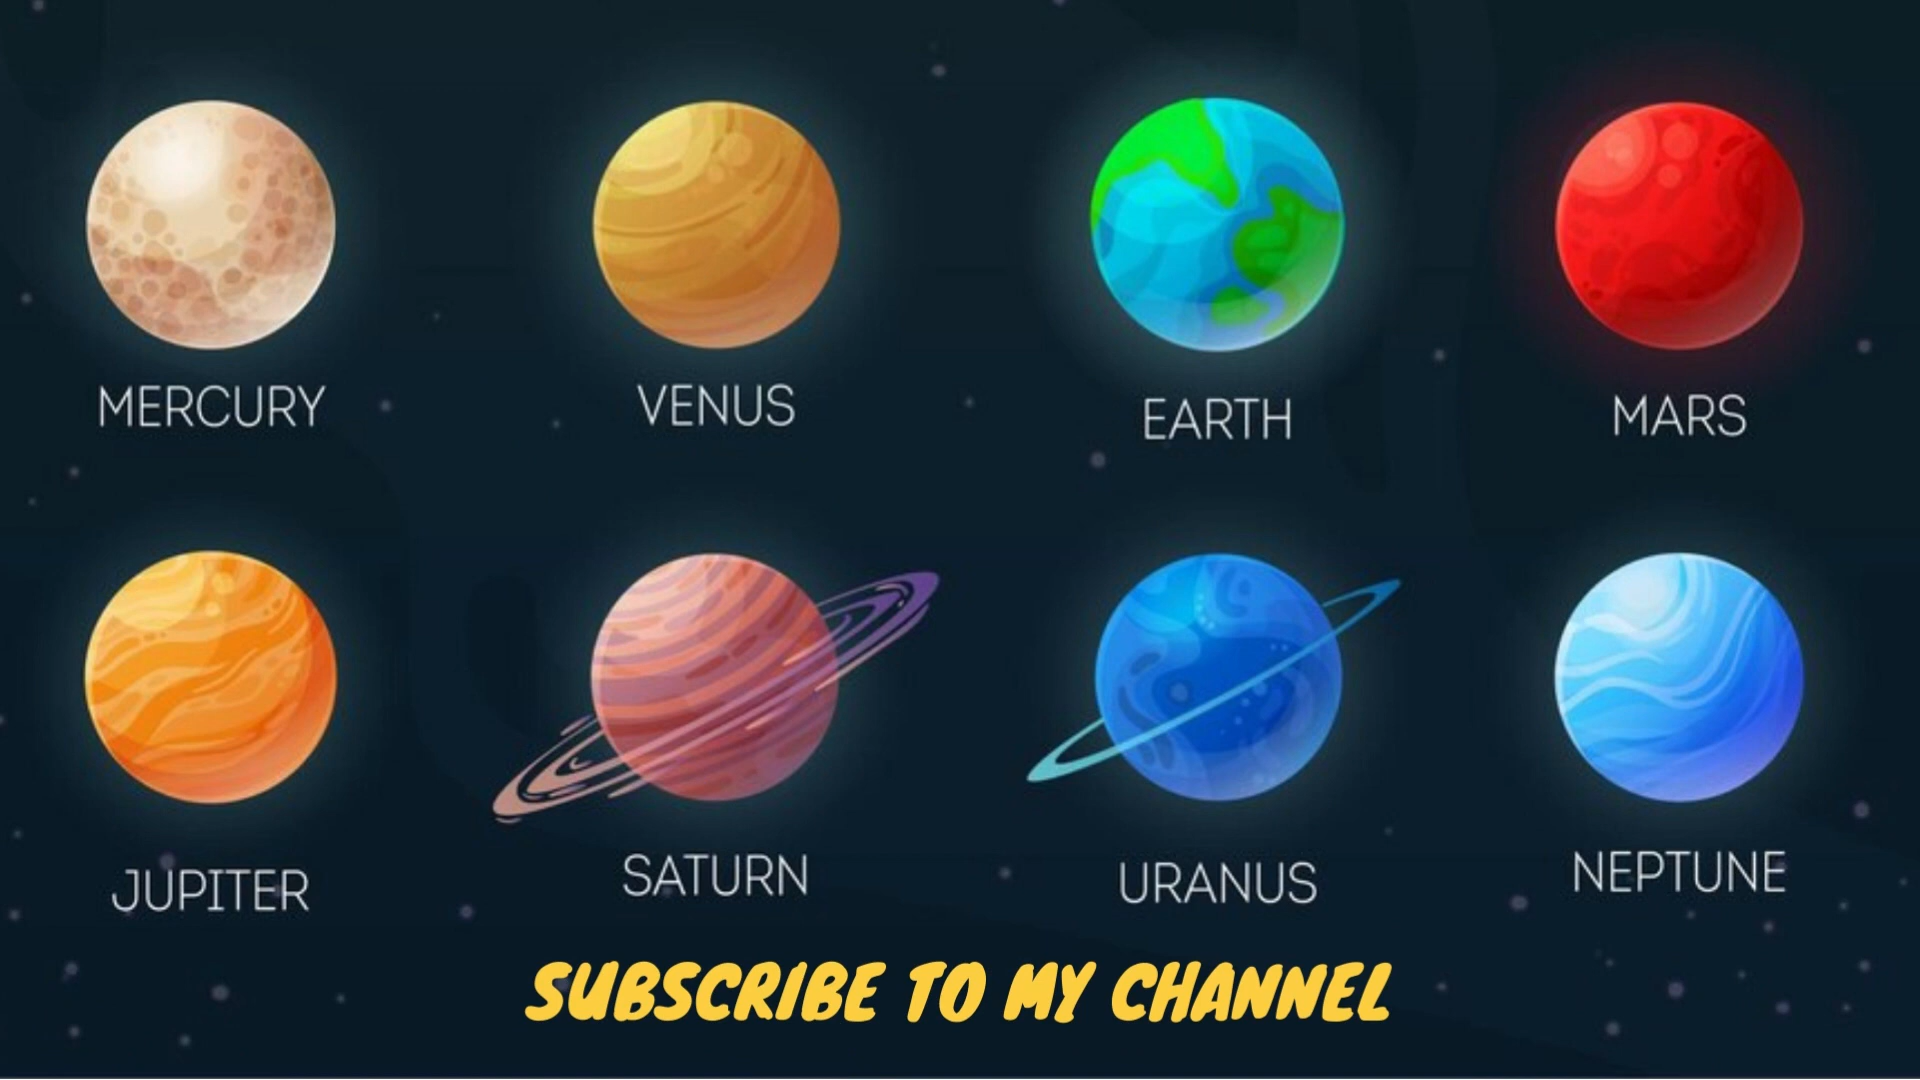 MERCURY
VENUS
EARTH
MARS
JUPITER
SATURN
URANUS
NEPTUNE
SUBSCRIBE TO MY CHANNEL